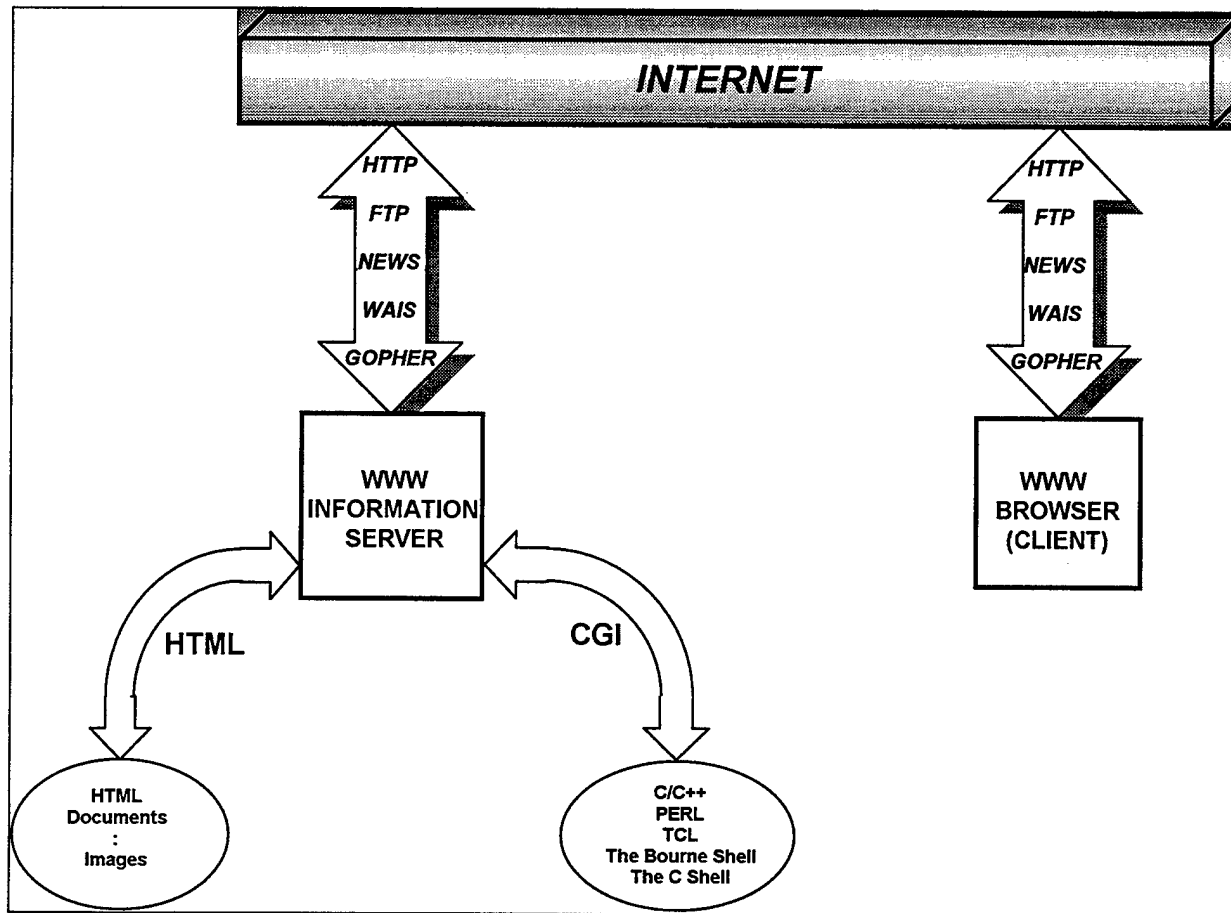 INTERNET
HTTP
FTP
NEWS
WAIS
GOPHER
HTTP
FTP
NEWS
WAIS
GOPHER
WWW
INFORMATION
SERVER
WWW
BROWSER
(CLIENT)
HTML
CGI
HTML
Documents
:
Images
C/C++
PERL
TCL
The Bourne Shell
The C Shell